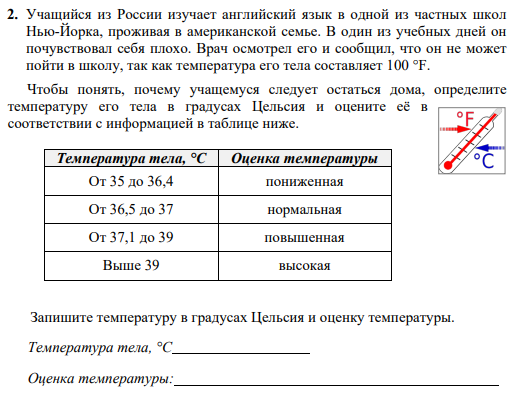 2. Учащийся из России изучает английский язык в одной из частных школ
Нью-Йорка, проживая в американской семье. В один из учебных дней он
почувствовал себя плохо. Врач осмотрел его и сообщил, что он не может
пойти в школу, так как температура его тела составляет 100 °F.
Чтобы понять, почему учащемуся следует остаться дома, определите
температуру его тела в градусах Цельсия и оцените её в
соответствии с информацией в таблице ниже.
°F
°C
Температура тела, °C Оценка температуры
От 35 до 36,4 пониженная
От 36,5 до 37 нормальная
От 37,1 до 39 повышенная
Выше 39 высокая
Запишите температуру в градусах Цельсия и оценку температуры.
Температура тела, °C____________________
Оценка температуры:_______________________________________________